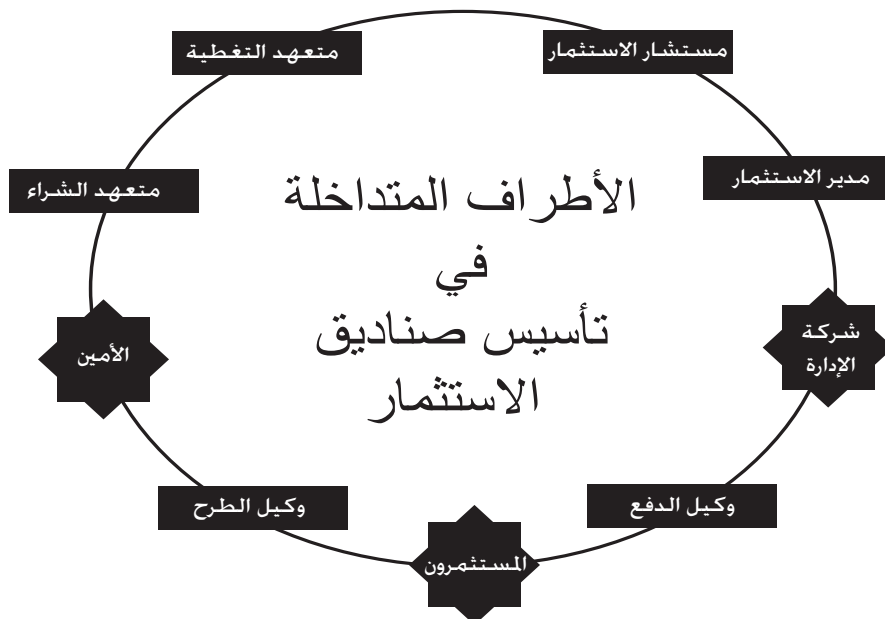 مستشار الاستثمار
متعهد التغطية
مدير الاستثمار
متعهد الشراء
الأطراف المتداخلة
في
تأسيس صناديق
الاستثمار
شركة
الإدارة
الأمين
وكيل الدفع
وكيل الطرح
المستثمرون